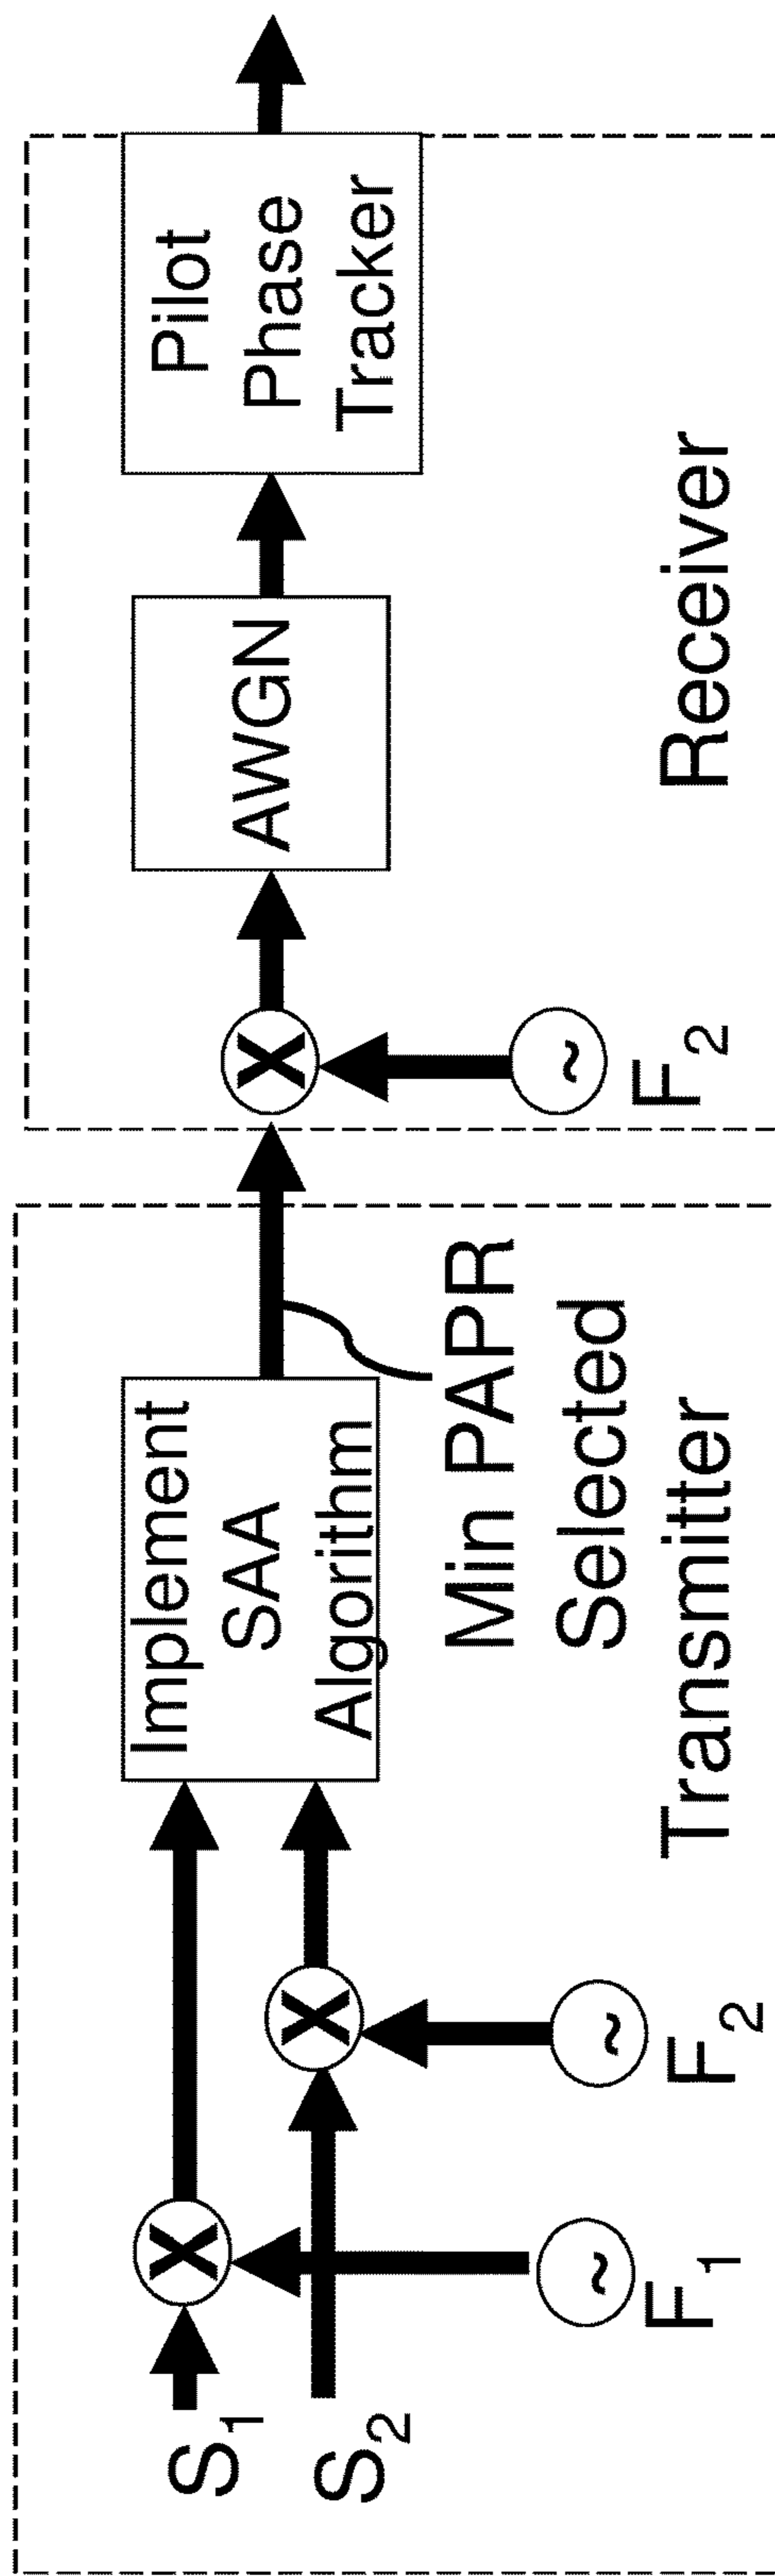 S1
S2
F1
F2
Implement
SAA
Algorithm
Min PAPR
Selected
Transmitter
X
X
~
~
X
~
F2
AWGN
Pilot
Phase
Tracker
Receiver